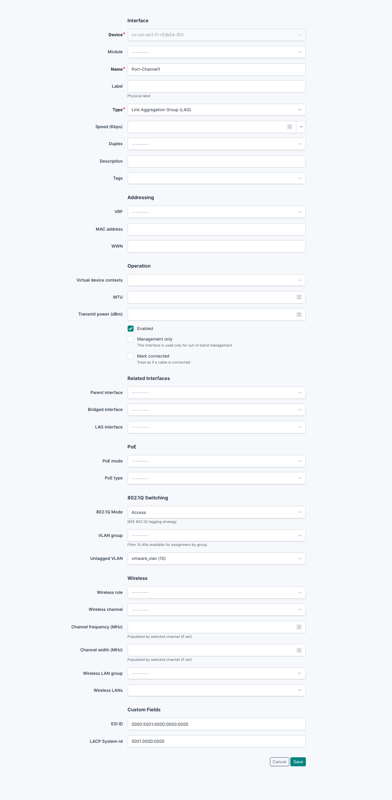 Interface
Device*
Module
---------
Name*
Port-Channel1
Label
Physical label
Type*
Link Aggregation Group (LAG)
Speed (Kbps)
Duplex
---------
Description
Tags
Addressing
VRF
---------
MAC address
WWN
Operation
Virtual device contexts
MTU
Transmit power (dBm)
Enabled
Management only
This interface is used only for out-of-band management
Mark connected
Treat as if a cable is connected
Related Interfaces
Parent interface
---------
Bridged interface
---------
LAG interface
---------
PoE
PoE mode
---------
PoE type
---------
802.1Q Switching
802.1Q Mode
Access
IEEE 802.1Q tagging strategy
VLAN group
---------
Filter VLANs available for assignment by group.
Untagged VLAN
vmware_vlan (10)
Wireless
Wireless role
---------
Wireless channel
---------
Channel frequency (MHz)
Populated by selected channel (if set)
Channel width (MHz)
Populated by selected channel (if set)
Wireless LAN group
---------
Wireless LANs
Custom Fields
ESI ID
0000:5001:000D:0000:0000
LACP System-id
5001.000D.0000
Cancel
Save